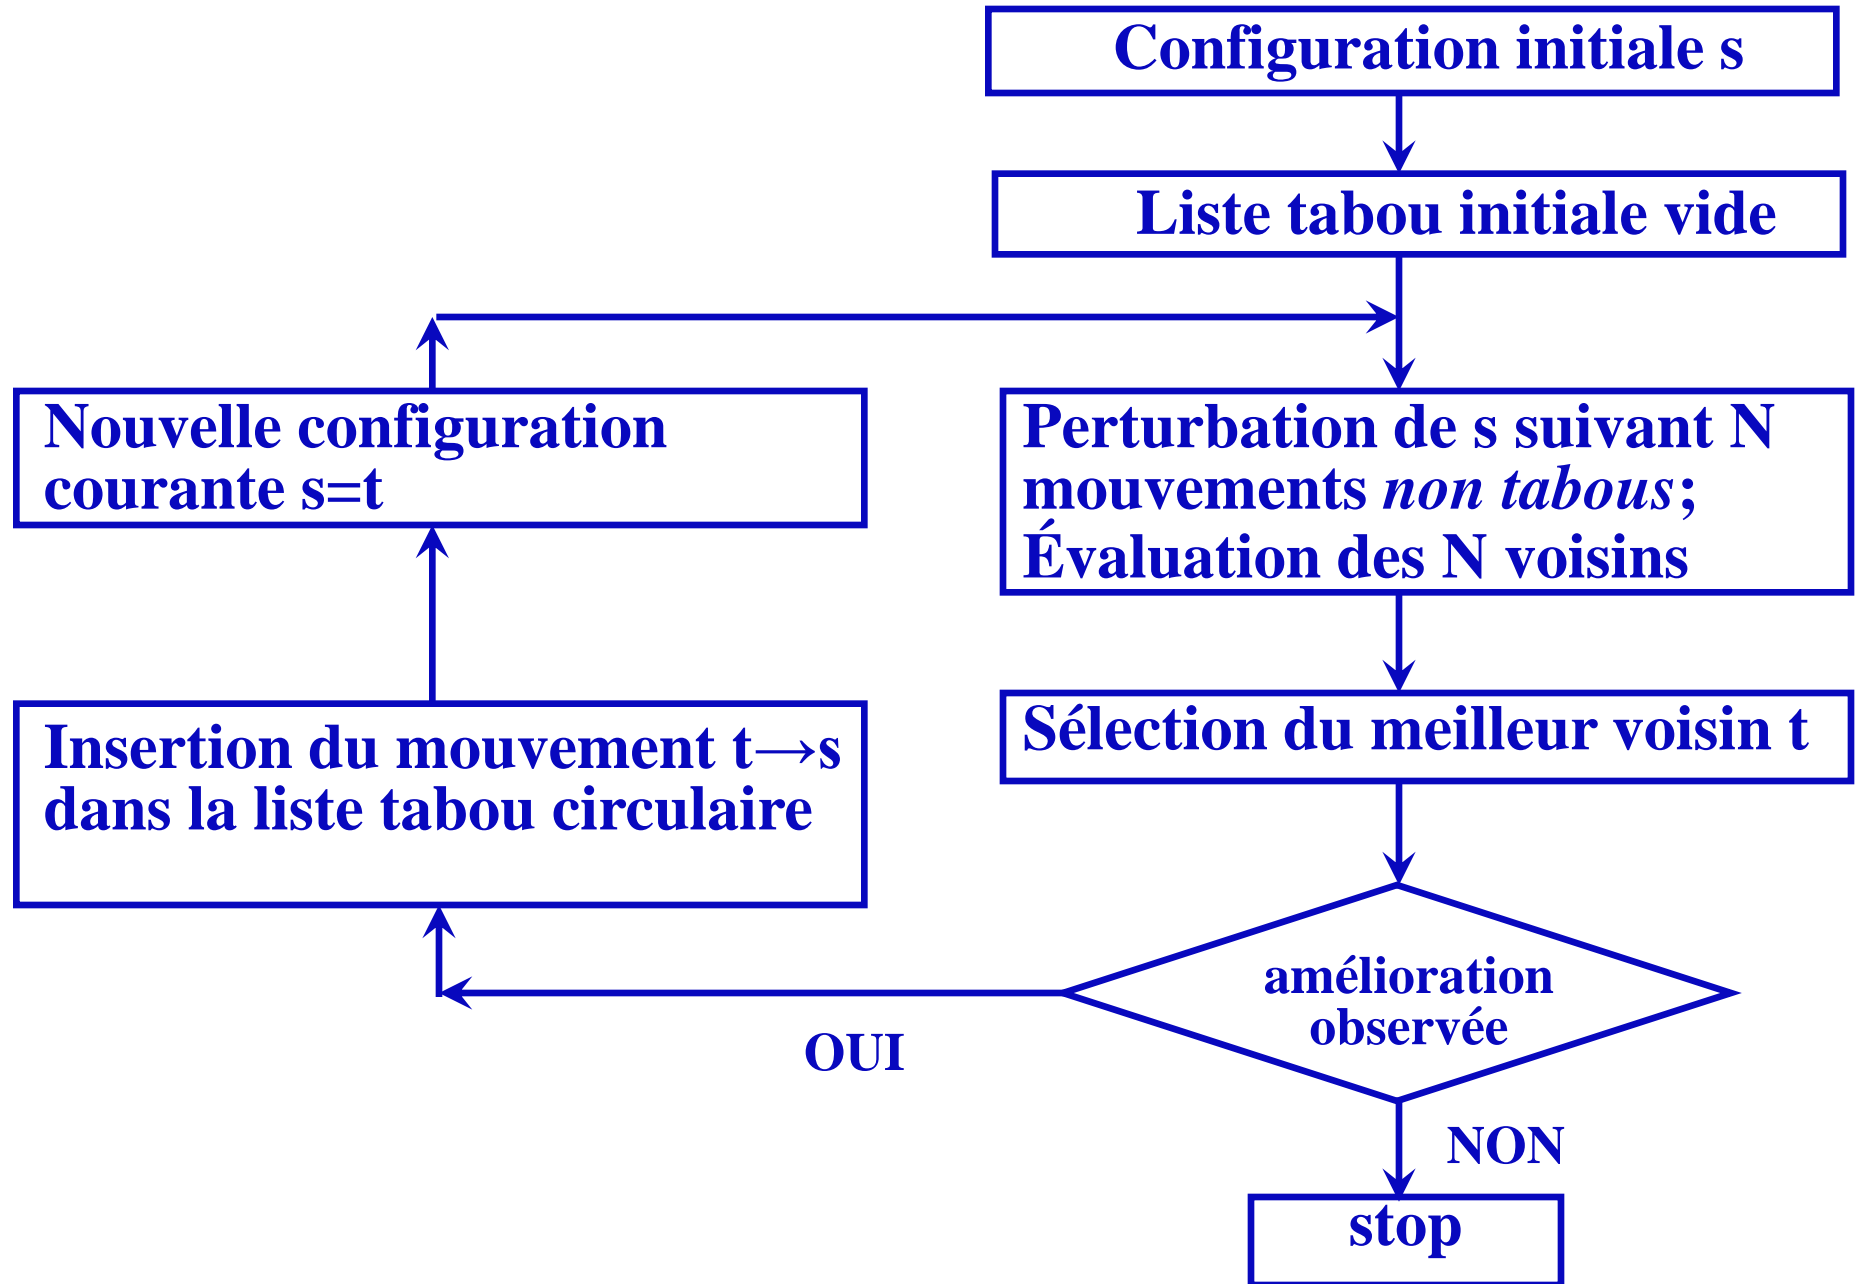 Configuration initiale s
Liste tabou initiale vide
Nouvelle configuration
courante s=t
Perturbation de s suivant N
mouvements non tabous;
Évaluation des N voisins
Insertion du mouvement t→s
dans la liste tabou circulaire
Sélection du meilleur voisin t
amélioration
observée
OUI
NON
stop